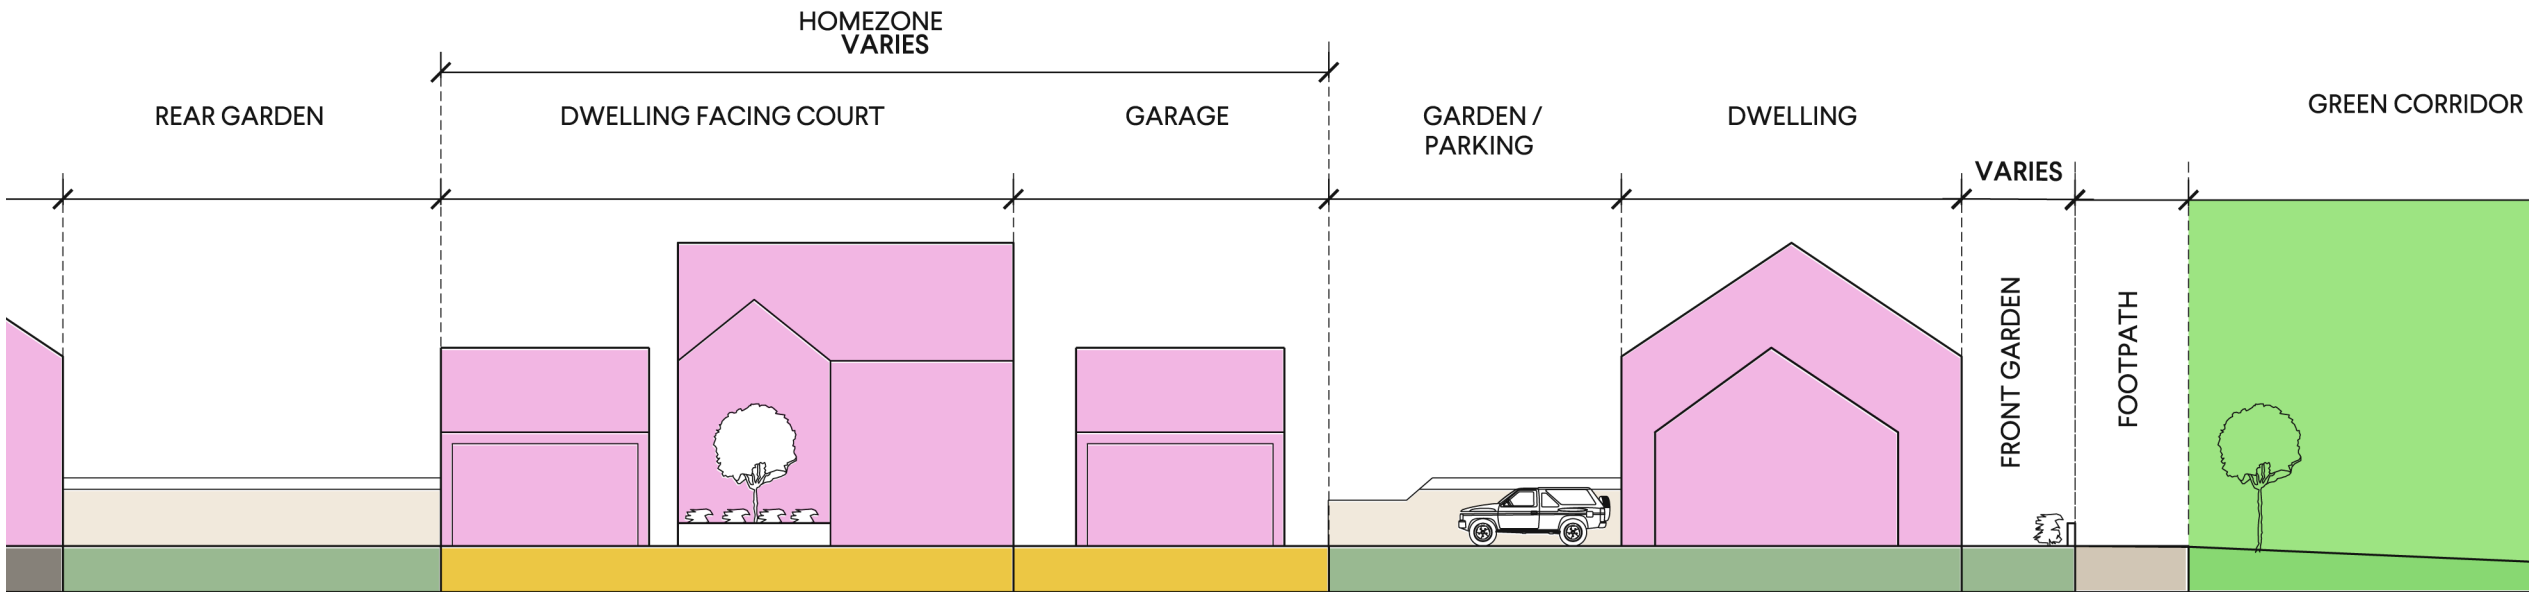 HOMEZONE
VARIES
REAR GARDEN
DWELLING FACING COURT
GARAGE
GARDEN /
PARKING
DWELLING
GREEN CORRIDOR
VARIES
FRONT GARDEN
FOOTPATH